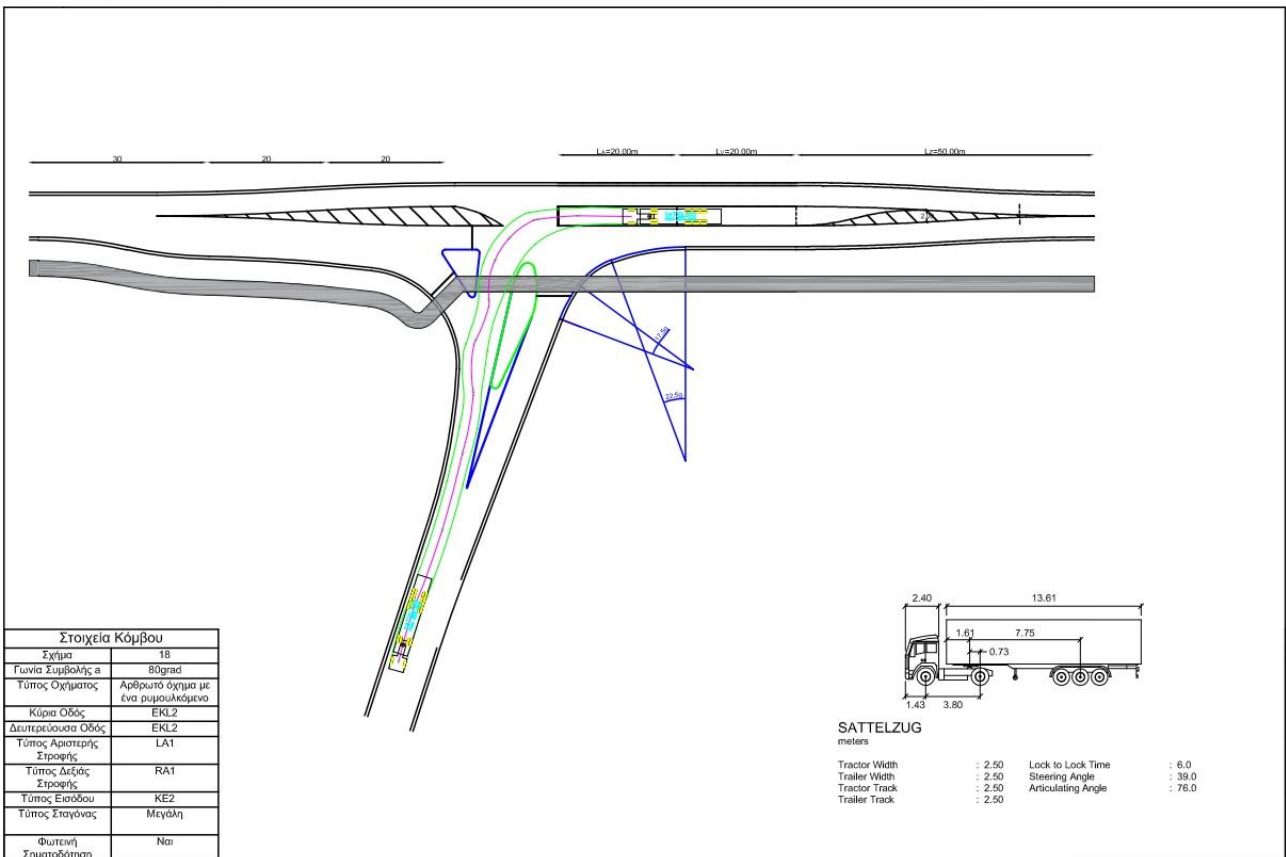 30
20
20
LA=20.00m
LV=20.00m
LZ=50.00m
17.5g
22.5g
Στοιχεία Κόμβου
Σχήμα 18
Γωνία Συμβολής a 80grad
Τύπος Οχήματος Αρθρωτό όχημα με
ένα ρυμουλκόμενο
Κύρια Οδός EKL2
Δευτερεύουσα Οδός EKL2
Τύπος Αριστερής LA1
Στροφής
Τύπος Δεξιάς RA1
Στροφής
Τύπος Εισόδου KE2
Τύπος Σταγόνας Μεγάλη
Φωτεινή Ναι
Σηματοδότηση
2.40
13.61
1.61
7.75
0.73
1.43
3.80
SATTELZUG
meters
Tractor Width : 2.50 Lock to Lock Time : 6.0
Trailer Width : 2.50 Steering Angle : 39.0
Tractor Track : 2.50 Articulating Angle : 76.0
Trailer Track : 2.50